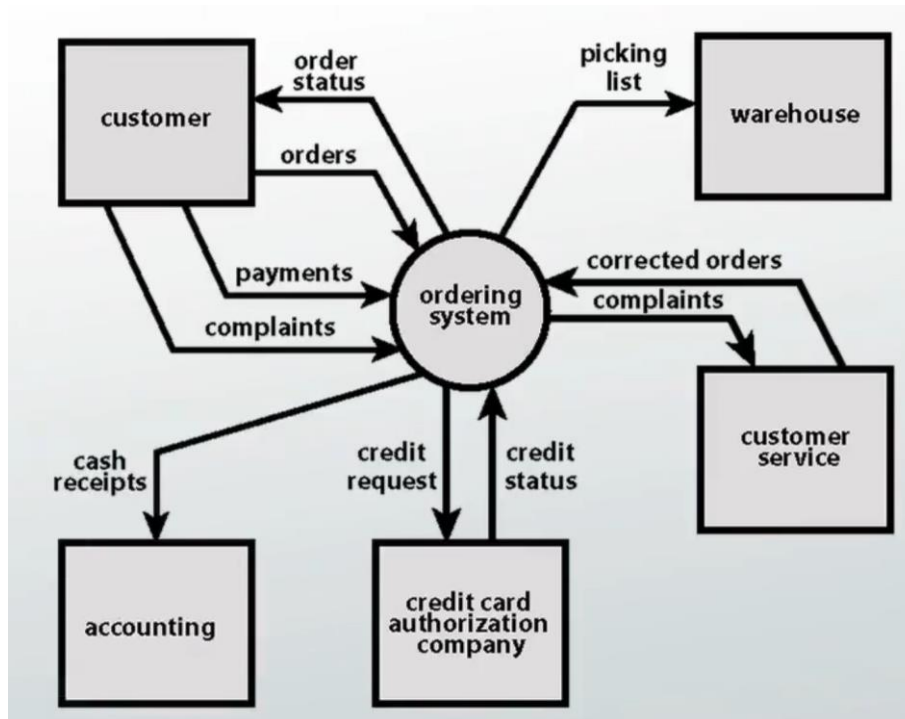 order
status
customer
orders
payments
complaints
picking
list
warehouse
ordering
system
corrected orders
complaints
customer
service
cash
receipts
credit
request
credit
status
accounting
credit card
authorization
company